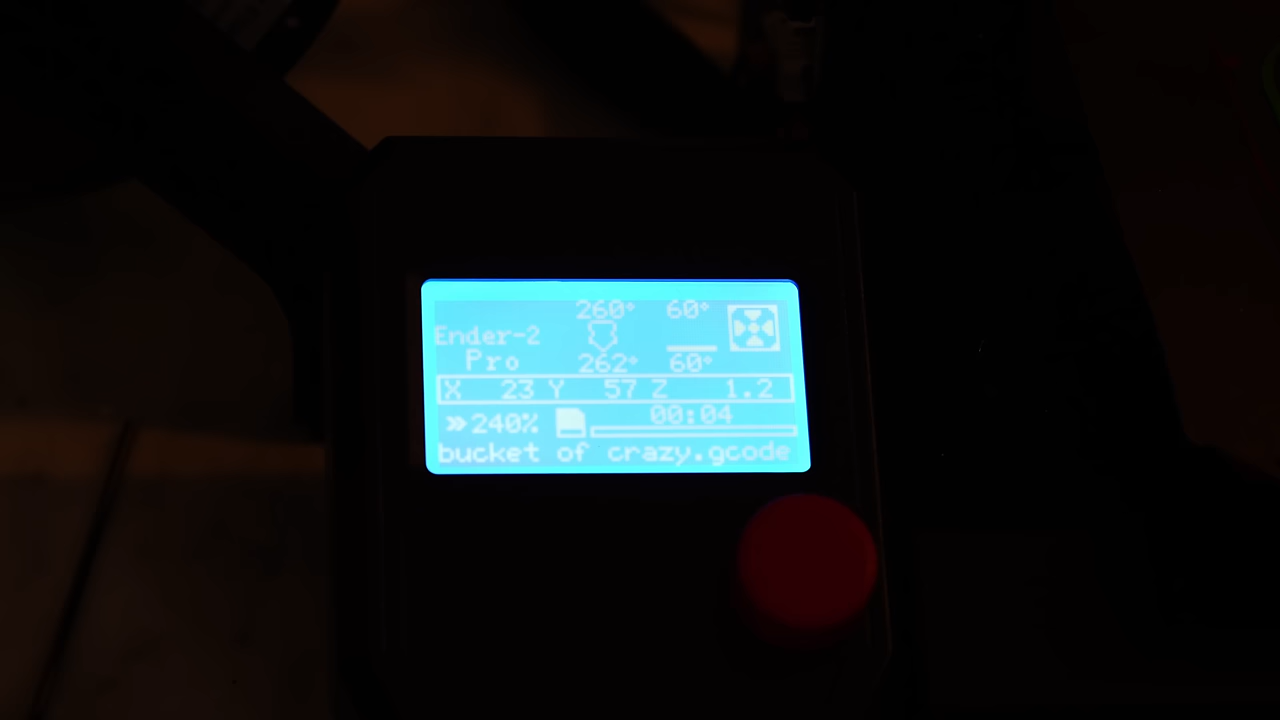 260° 60°
Ender-2
Pro
262° 60°
X 23 Y 57 Z 1.2
»240% 00:04
bucket of crazy.gcode